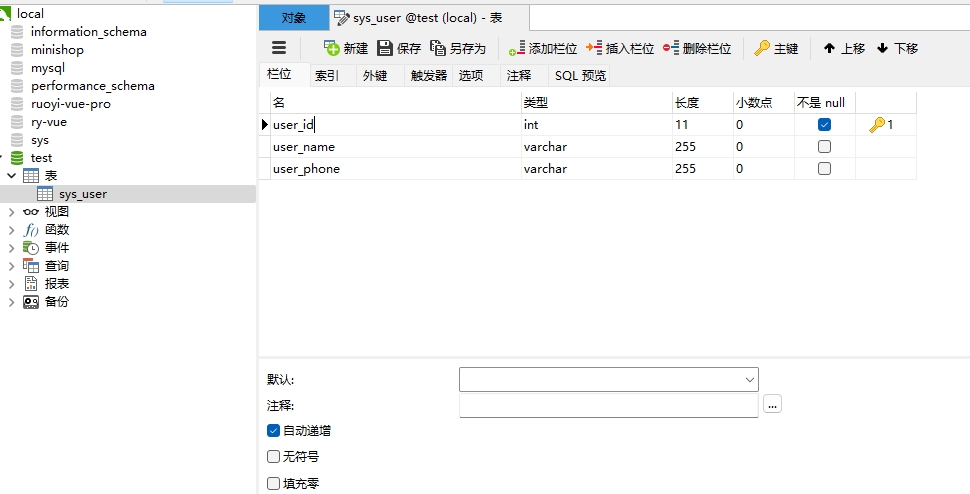 local
information_schema
minishop
mysql
performance_schema
ruoyi-vue-pro
ry-vue
sys
test
表
sys_user
视图
f() 函数
事件
查询
报表
备份
对象 sys_user @test (local) - 表
新建 保存 另存为 添加栏位 插入栏位 删除栏位 主键 上移 下移
栏位 索引 外键 触发器 选项 注释 SQL 预览
名 类型 长度 小数点 不是 null
user_id int 11 0 1
user_name varchar 255 0
user_phone varchar 255 0
默认:
注释: ...
自动递增
无符号
填充零